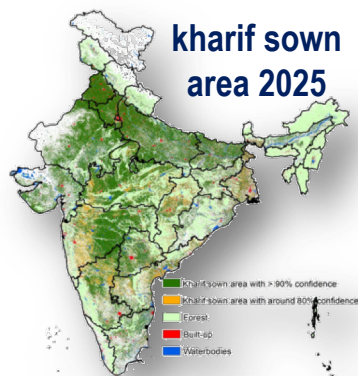 kharif sown
area 2025
Kharif sown area with > 90% confidence
Kharif sown area with around 80% confidence
Forest
Built-up
Waterbodies